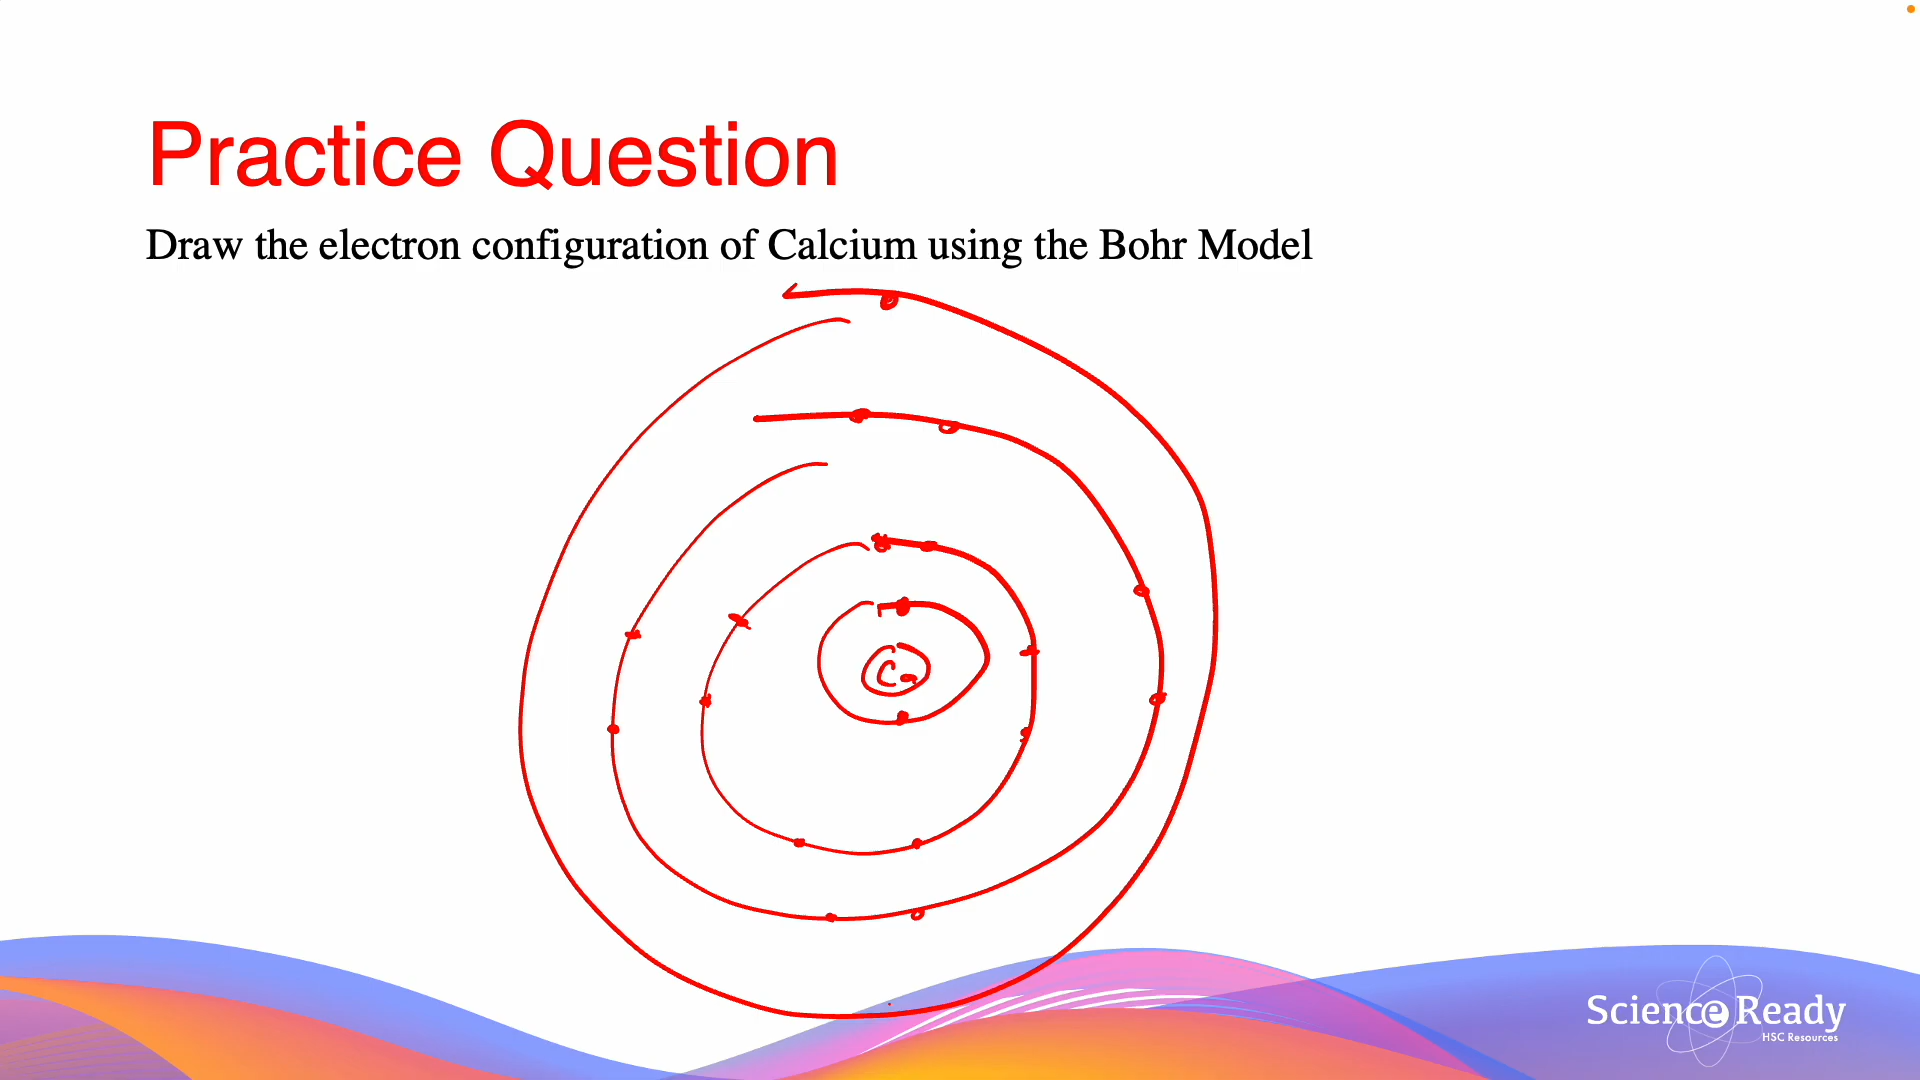 Practice Question
Draw the electron configuration of Calcium using the Bohr Model
Ca
Science Ready
HSC Resources